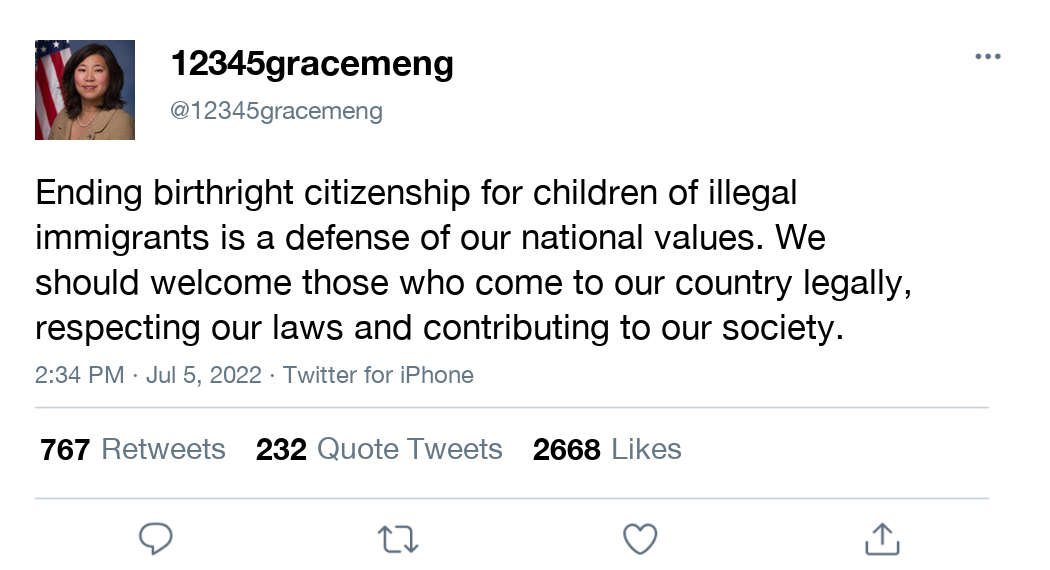 12345gracemeng
@12345gracemeng
Ending birthright citizenship for children of illegal
immigrants is a defense of our national values. We
should welcome those who come to our country legally,
respecting our laws and contributing to our society.
2:34 PM · Jul 5, 2022 · Twitter for iPhone
767 Retweets 232 Quote Tweets 2668 Likes